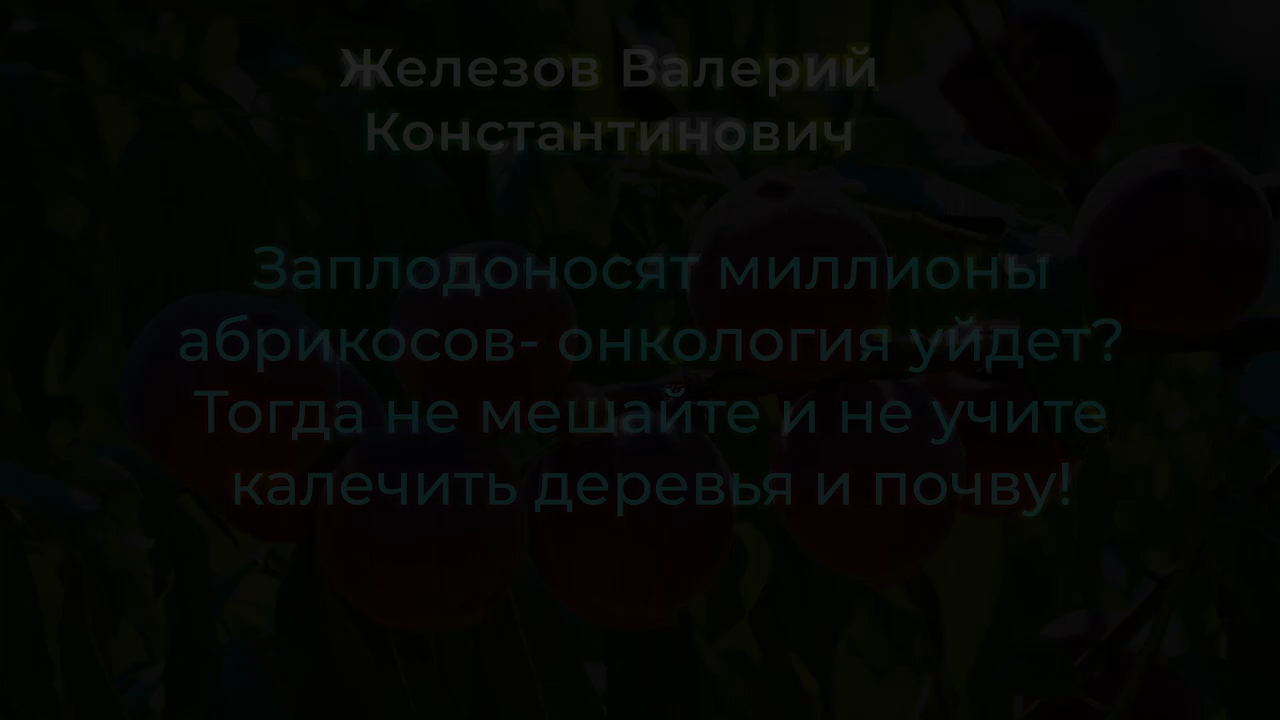 Железов Валерий
Константинович
Заплодоносят миллионы
абрикосов- онкология уйдет?
Тогда не мешайте и не учите
калечить деревья и почву!